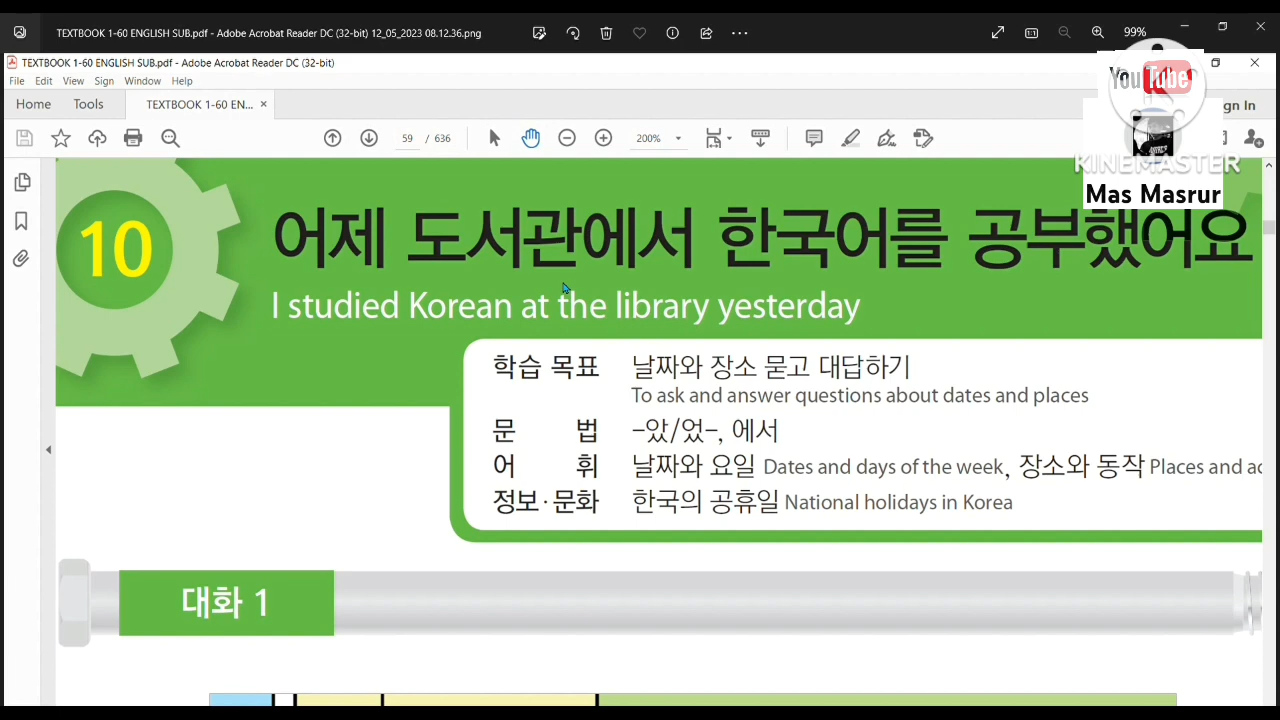 TEXTBOOK 1-60 ENGLISH SUB.pdf - Adobe Acrobat Reader DC (32-bit) 12_05_2023 08.12.36.png
99%
TEXTBOOK 1-60 ENGLISH SUB.pdf - Adobe Acrobat Reader DC (32-bit)
File Edit View Sign Window Help
Home Tools TEXTBOOK 1-60 EN... × gn In
59 / 636 200%
YouTube
KINEMASTER
Mas Masrur
10
어제 도서관에서 한국어를 공부했어요
I studied Korean at the library yesterday
학습 목표 날짜와 장소 묻고 대답하기
To ask and answer questions about dates and places
문 법 –았/었–, 에서
어 휘 날짜와 요일 Dates and days of the week, 장소와 동작 Places and ac
정보·문화 한국의 공휴일 National holidays in Korea
대화 1